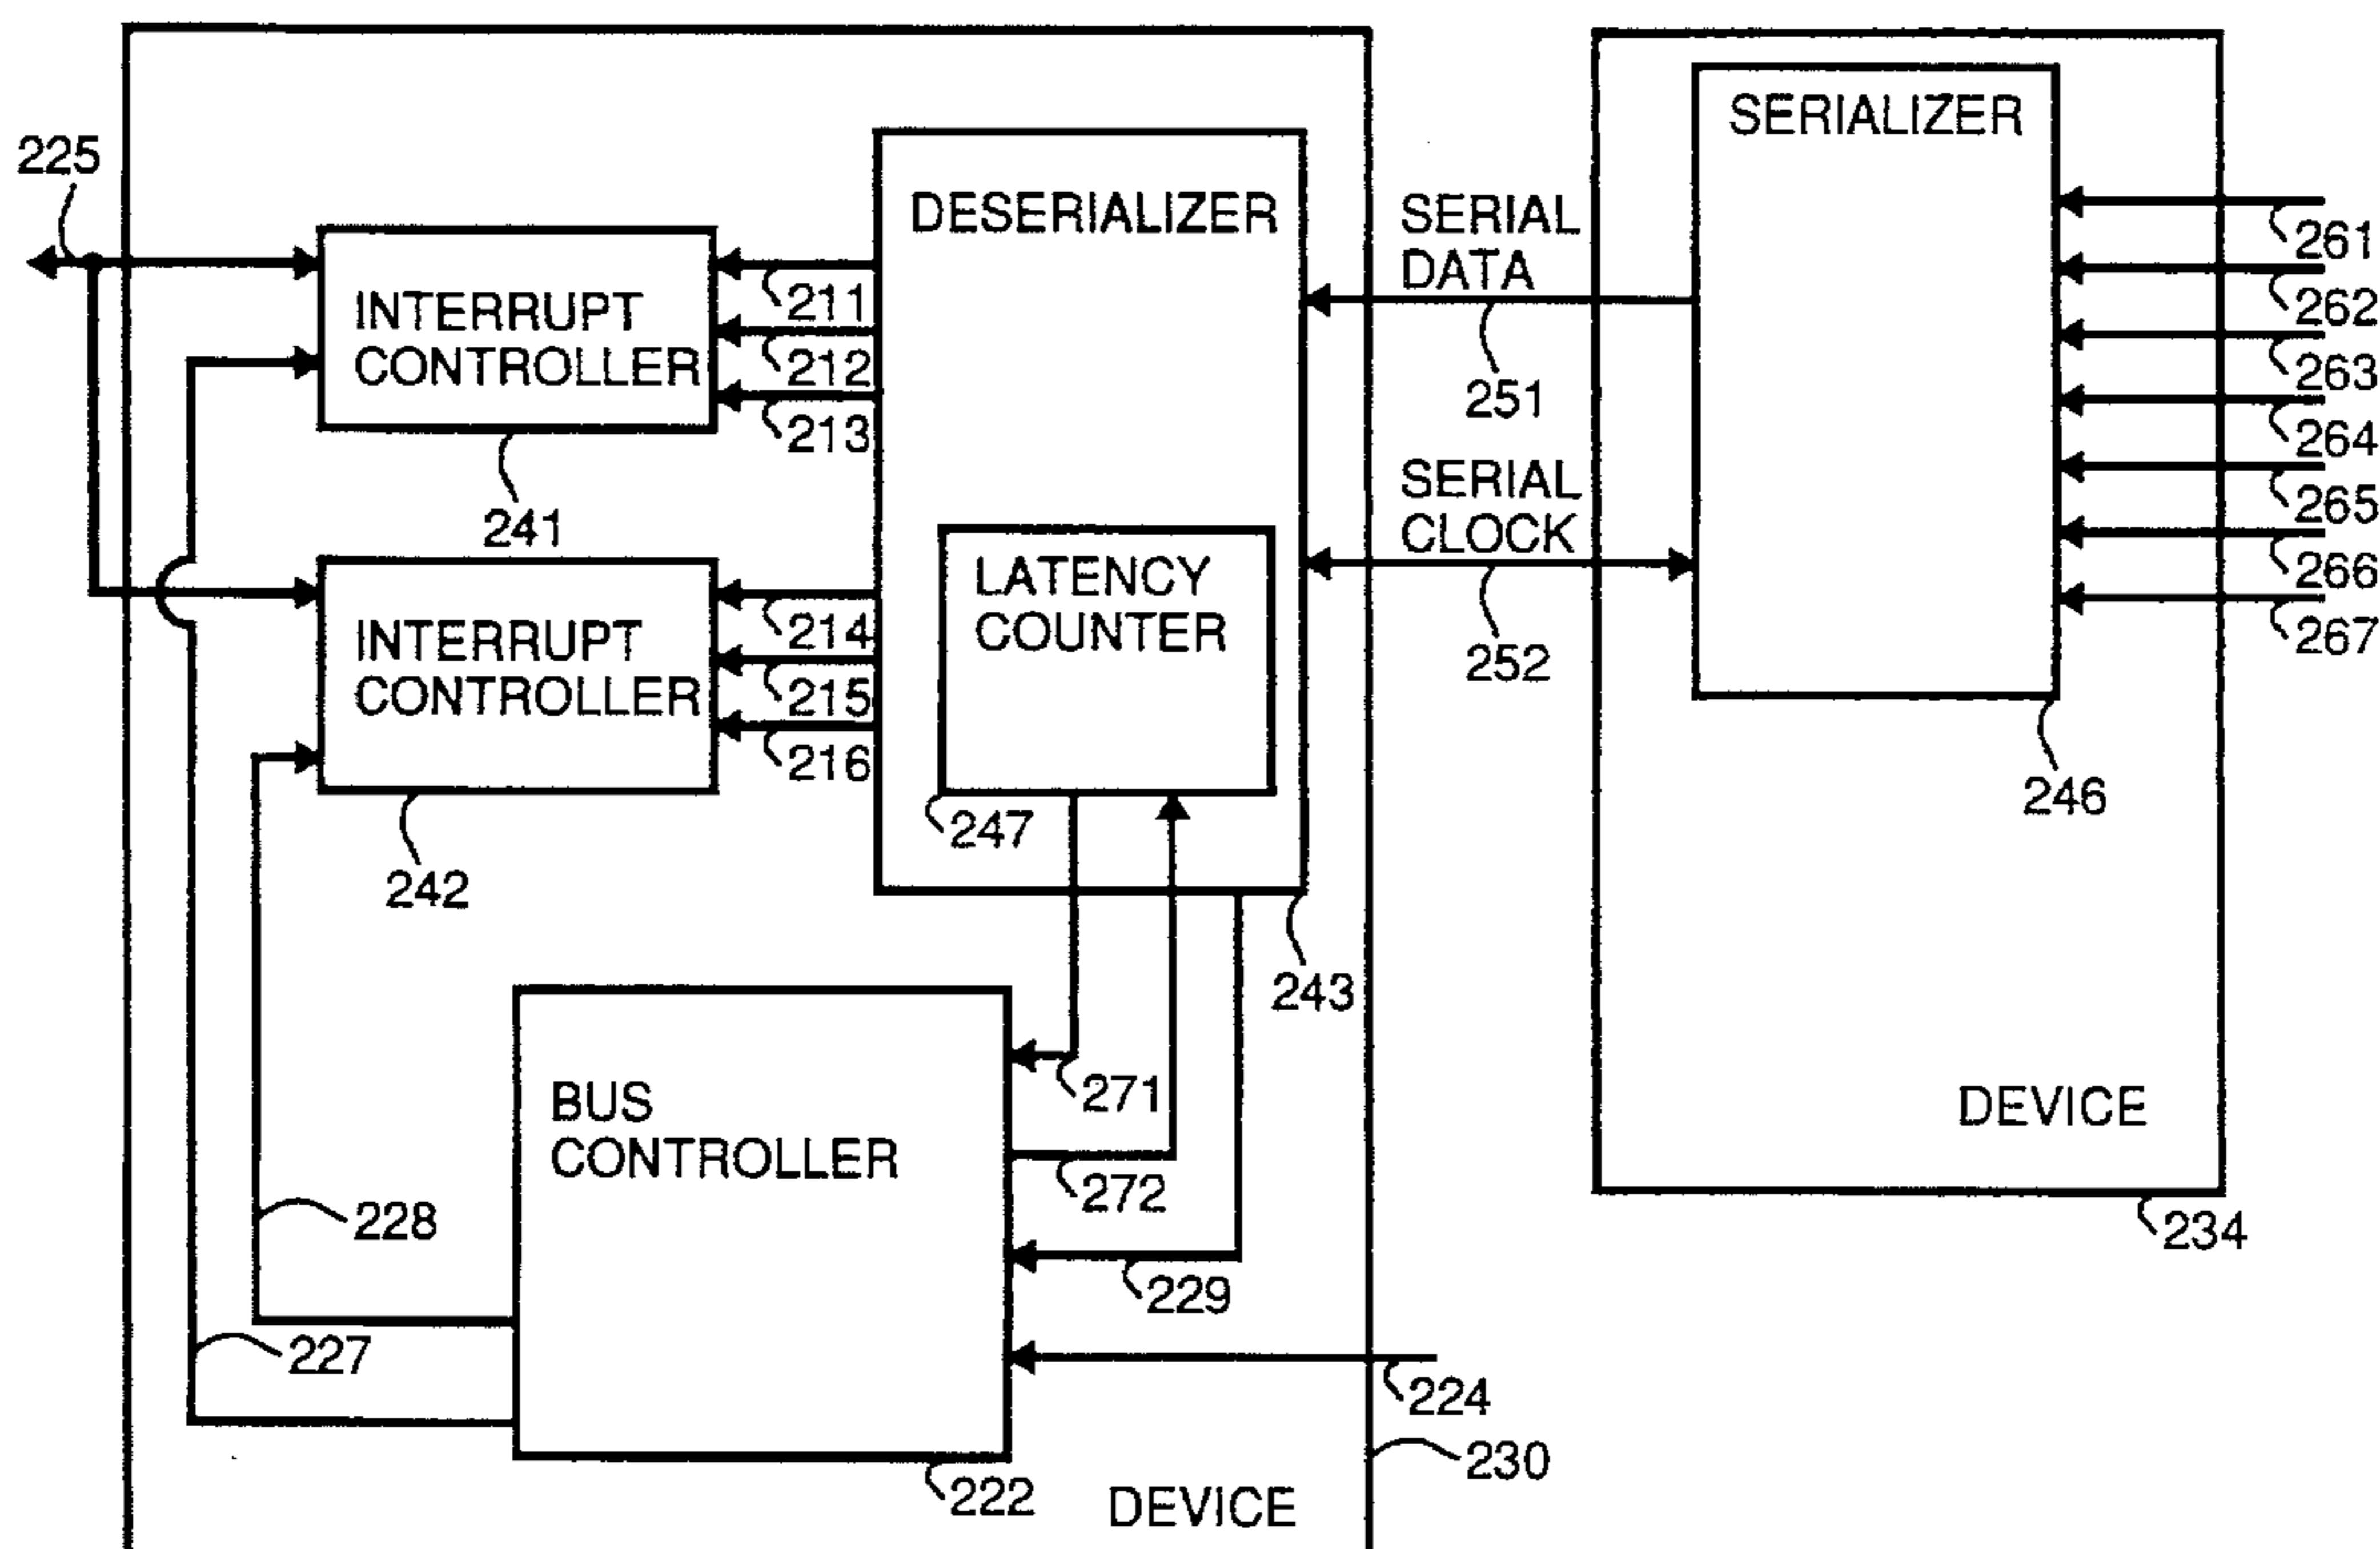 225
INTERRUPT
CONTROLLER
241
INTERRUPT
CONTROLLER
242
211
212
213
214
215
216
DESERIALIZER
LATENCY
COUNTER
247
243
SERIAL
DATA
251
SERIAL
CLOCK
252
SERIALIZER
261
262
263
264
265
266
267
246
DEVICE
234
BUS
CONTROLLER
271
272
229
224
230
228
227
222
DEVICE